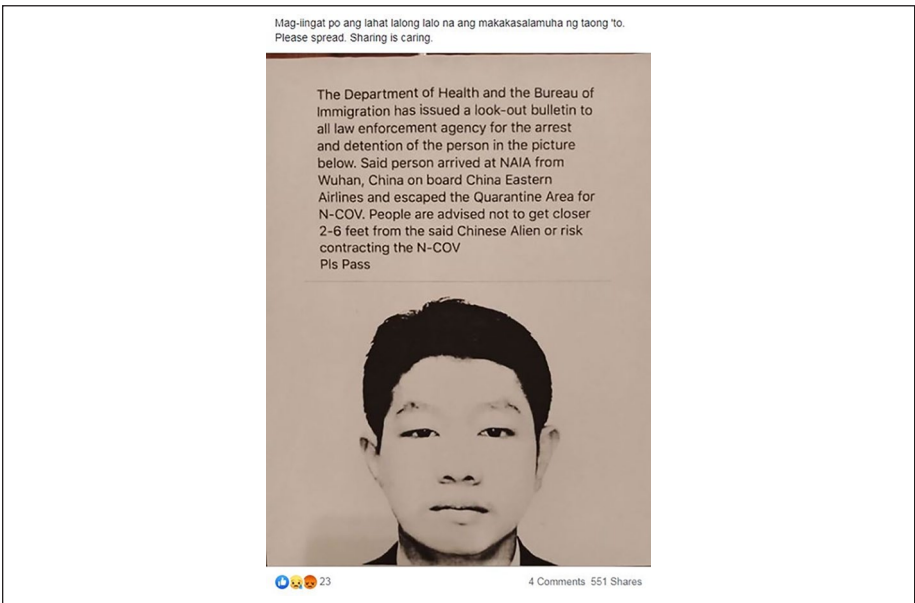 Mag-iingat po ang lahat lalong lalo na ang makakasalamuha ng taong 'to.
Please spread. Sharing is caring.
The Department of Health and the Bureau of
Immigration has issued a look-out bulletin to
all law enforcement agency for the arrest
and detention of the person in the picture
below. Said person arrived at NAIA from
Wuhan, China on board China Eastern
Airlines and escaped the Quarantine Area for
N-COV. People are advised not to get closer
2-6 feet from the said Chinese Alien or risk
contracting the N-COV
Pls Pass
23
4 Comments 551 Shares